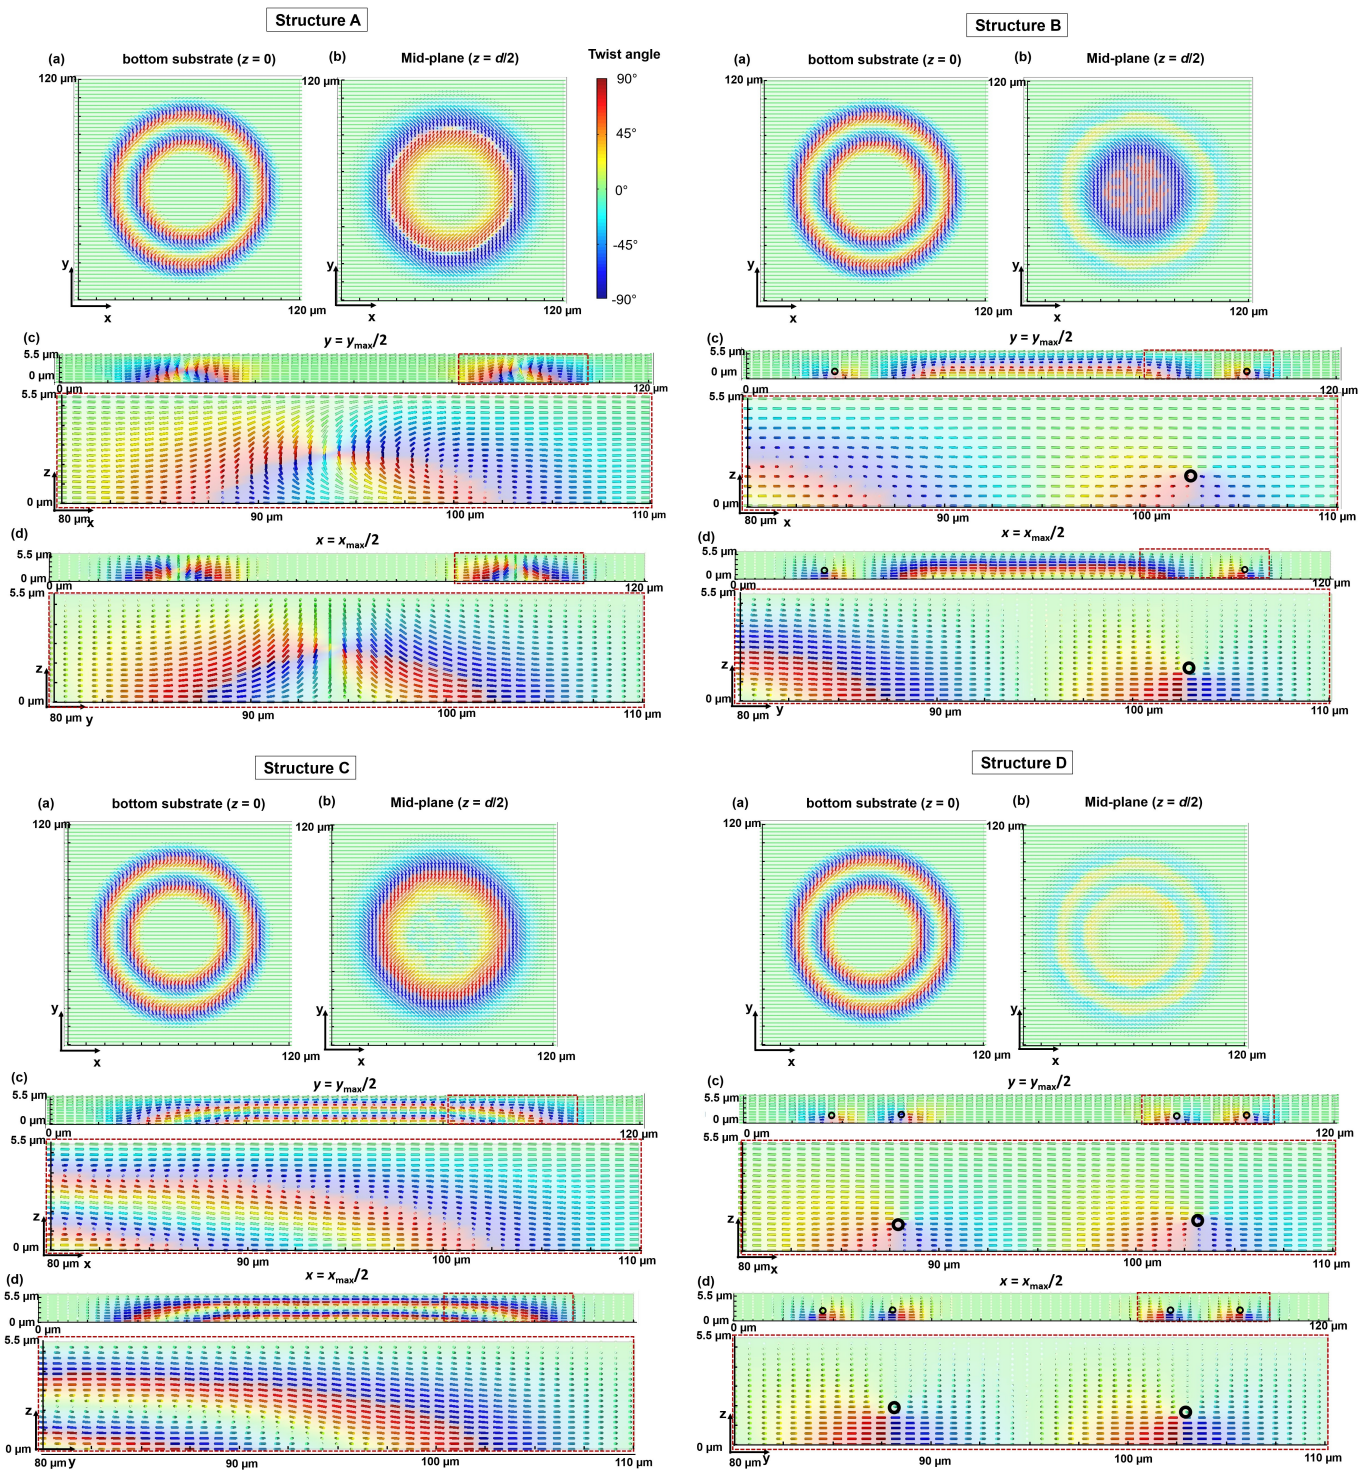 Structure A
(a)
bottom substrate (z = 0)
(b)
Mid-plane (z = d/2)
Twist angle
120 µm
120 µm
90°
45°
0°
-45°
-90°
y
x
120 µm
y
x
120 µm
(c)
y = ymax/2
5.5 µm
0 µm
0 µm
120 µm
5.5 µm
z
0 µm
80 µm
x
90 µm
100 µm
110 µm
(d)
x = xmax/2
5.5 µm
0 µm
0 µm
120 µm
5.5 µm
z
0 µm
80 µm
y
90 µm
100 µm
110 µm
Structure B
(a)
bottom substrate (z = 0)
(b)
Mid-plane (z = d/2)
120 µm
120 µm
y
x
120 µm
y
x
120 µm
(c)
y = ymax/2
5.5 µm
0 µm
0 µm
120 µm
5.5 µm
z
0 µm
80 µm
x
90 µm
100 µm
110 µm
(d)
x = xmax/2
5.5 µm
0 µm
0 µm
120 µm
5.5 µm
z
0 µm
80 µm
y
90 µm
100 µm
110 µm
Structure C
(a)
bottom substrate (z = 0)
(b)
Mid-plane (z = d/2)
120 µm
120 µm
y
x
120 µm
y
x
120 µm
(c)
y = ymax/2
5.5 µm
0 µm
0 µm
120 µm
5.5 µm
z
0 µm
80 µm
x
90 µm
100 µm
110 µm
(d)
x = xmax/2
5.5 µm
0 µm
0 µm
120 µm
5.5 µm
z
0 µm
80 µm
y
90 µm
100 µm
110 µm
Structure D
(a)
bottom substrate (z = 0)
(b)
Mid-plane (z = d/2)
120 µm
120 µm
y
x
120 µm
y
x
120 µm
(c)
y = ymax/2
5.5 µm
0 µm
0 µm
120 µm
5.5 µm
z
0 µm
80 µm
x
90 µm
100 µm
110 µm
(d)
x = xmax/2
5.5 µm
0 µm
0 µm
120 µm
5.5 µm
z
0 µm
80 µm
y
90 µm
100 µm
110 µm